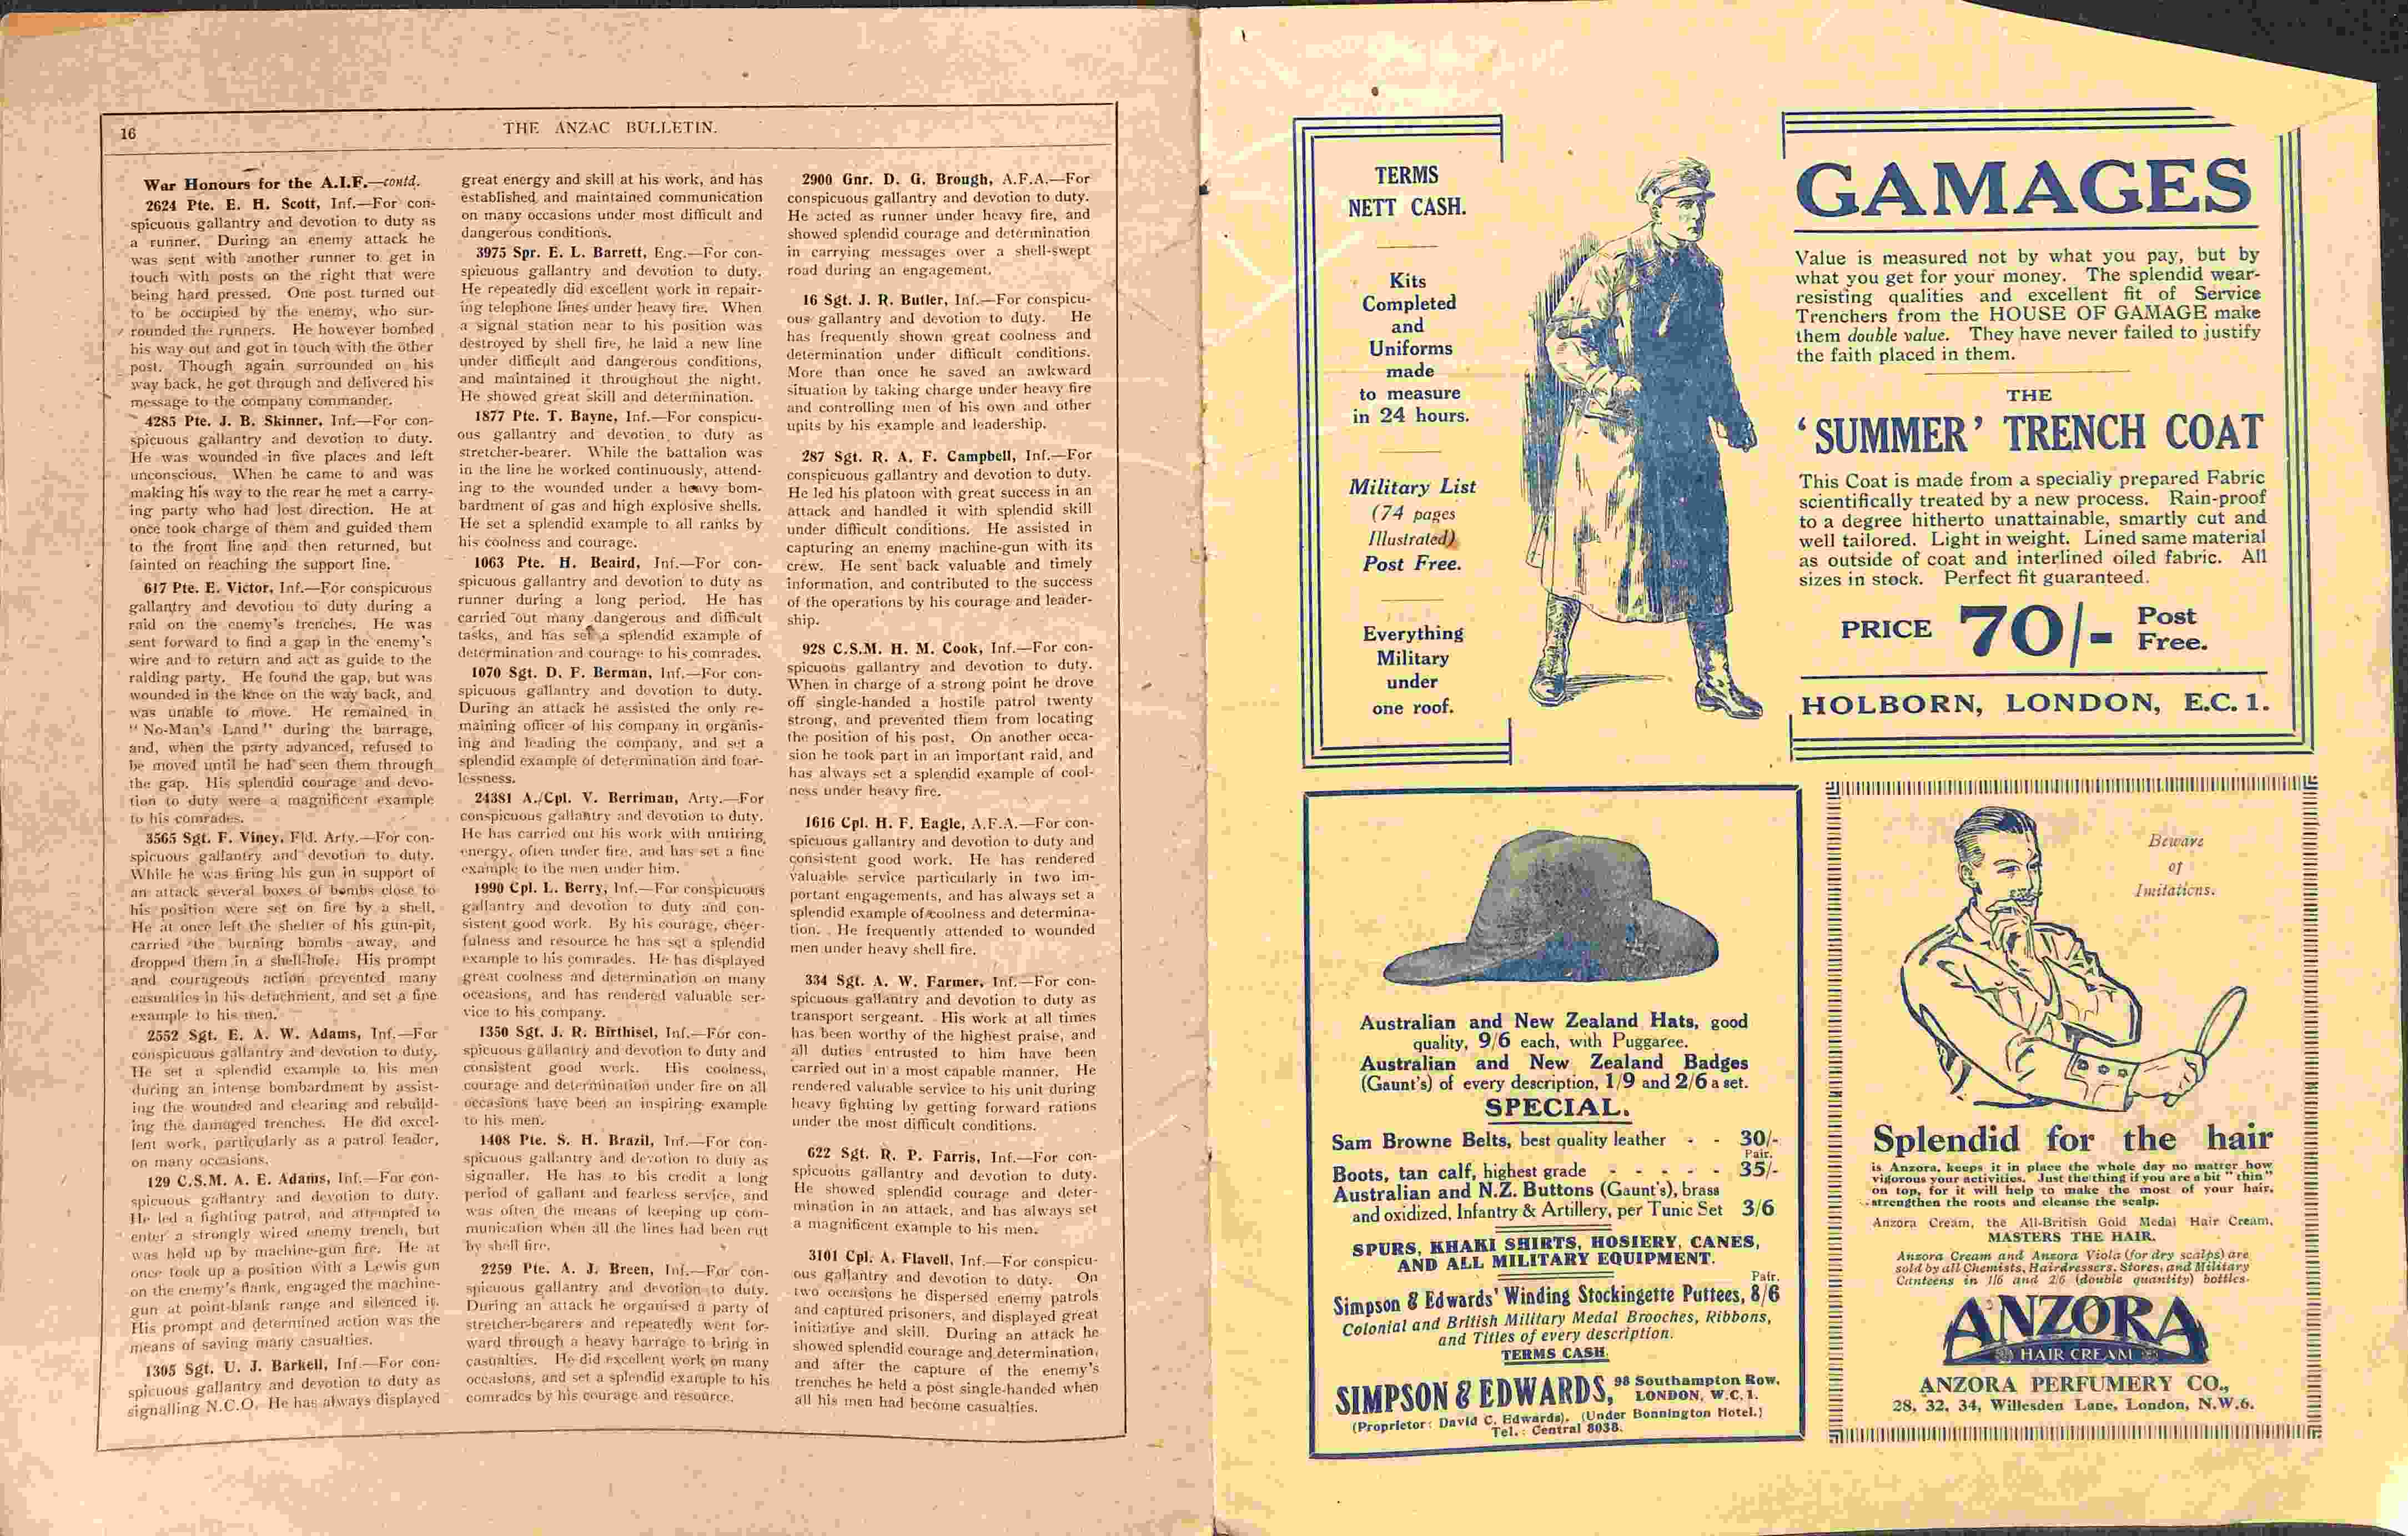 16
THE ANZAC BULLETIN.
War Honours for the A.I.F.—contd.
2624 Pte. E. H. Scott, Inf.—For con-
spicuous gallantry and devotion to duty as
a runner. During an enemy attack he
was sent with another runner to get in
touch with posts on the right that were
being hard pressed. One post turned out
to be occupied by the enemy, who sur-
rounded the runners. He however bombed
his way out and got in touch with the other
post. Though again surrounded on his
way back, he got through and delivered his
message to the company commander.
4285 Pte. J. B. Skinner, Inf.—For con-
spicuous gallantry and devotion to duty.
He was wounded in five places and left
unconscious. When he came to and was
making his way to the rear he met a carry-
ing party who had lost direction. He at
once took charge of them and guided them
to the front line and then returned, but
fainted on reaching the support line.
617 Pte. E. Victor, Inf.—For conspicuous
gallantry and devotion to duty during a
raid on the enemy's trenches. He was
sent forward to find a gap in the enemy's
wire and to return and act as guide to the
raiding party. He found the gap, but was
wounded in the knee on the way back, and
was unable to move. He remained in
"No-Man's Land" during the barrage,
and, when the party advanced, refused to
be moved until he had seen them through
the gap. His splendid courage and devo-
tion to duty were a magnificent example
to his comrades.
3565 Sgt. F. Viney, Fld. Arty.—For con-
spicuous gallantry and devotion to duty.
While he was firing his gun in support of
an attack several boxes of bombs close to
his position were set on fire by a shell.
He at once left the shelter of his gun-pit,
carried the burning bombs away, and
dropped them in a shell-hole. His prompt
and courageous action prevented many
casualties in his detachment, and set a fine
example to his men.
2552 Sgt. E. A. W. Adams, Inf.—For
conspicuous gallantry and devotion to duty.
He set a splendid example to his men
during an intense bombardment by assist-
ing the wounded and clearing and rebuild-
ing the damaged trenches. He did excel-
lent work, particularly as a patrol leader,
on many occasions.
129 C.S.M. A. E. Adams, Inf.—For con-
spicuous gallantry and devotion to duty.
He led a fighting patrol, and attempted to
enter a strongly wired enemy trench, but
was held up by machine-gun fire. He at
once took up a position with a Lewis gun
on the enemy's flank, engaged the machine-
gun at point-blank range and silenced it.
His prompt and determined action was the
means of saving many casualties.
1305 Sgt. U. J. Barkell, Inf.—For con-
spicuous gallantry and devotion to duty as
signalling N.C.O. He has always displayed
great energy and skill at his work, and has
established and maintained communication
on many occasions under most difficult and
dangerous conditions.
3975 Spr. E. L. Barrett, Eng.—For con-
spicuous gallantry and devotion to duty.
He repeatedly did excellent work in repair-
ing telephone lines under heavy fire. When
a signal station near to his position was
destroyed by shell fire, he laid a new line
under difficult and dangerous conditions,
and maintained it throughout the night.
He showed great skill and determination.
1877 Pte. T. Bayne, Inf.—For conspicu-
ous gallantry and devotion to duty as
stretcher-bearer. While the battalion was
in the line he worked continuously, attend-
ing to the wounded under a heavy bom-
bardment of gas and high explosive shells.
He set a splendid example to all ranks by
his coolness and courage.
1063 Pte. H. Beaird, Inf.—For con-
spicuous gallantry and devotion to duty as
runner during a long period. He has
carried out many dangerous and difficult
tasks, and has set a splendid example of
determination and courage to his comrades.
1070 Sgt. D. F. Berman, Inf.—For con-
spicuous gallantry and devotion to duty.
During an attack he assisted the only re-
maining officer of his company in organis-
ing and leading the company, and set a
splendid example of determination and fear-
lessness.
24381 A./Cpl. V. Berriman, Arty.—For
conspicuous gallantry and devotion to duty.
He has carried out his work with untiring
energy, often under fire, and has set a fine
example to the men under him.
1990 Cpl. L. Berry, Inf.—For conspicuous
gallantry and devotion to duty and con-
sistent good work. By his courage, cheer-
fulness and resource he has set a splendid
example to his comrades. He has displayed
great coolness and determination on many
occasions, and has rendered valuable ser-
vice to his company.
1350 Sgt. J. R. Birthisel, Inf.—For con-
spicuous gallantry and devotion to duty and
consistent good work. His coolness,
courage and determination under fire on all
occasions have been an inspiring example
to his men.
1408 Pte. S. H. Brazil, Inf.—For con-
spicuous gallantry and devotion to duty as
signaller. He has to his credit a long
period of gallant and fearless service, and
was often the means of keeping up com-
munication when all the lines had been cut
by shell fire.
2259 Pte. A. J. Breen, Inf.—For con-
spicuous gallantry and devotion to duty.
During an attack he organised a party of
stretcher-bearers and repeatedly went for-
ward through a heavy barrage to bring in
casualties. He did excellent work on many
occasions, and set a splendid example to his
comrades by his courage and resource.
2900 Gnr. D. G. Brough, A.F.A.—For
conspicuous gallantry and devotion to duty.
He acted as runner under heavy fire, and
showed splendid courage and determination
in carrying messages over a shell-swept
road during an engagement.
16 Sgt. J. R. Butler, Inf.—For conspicu-
ous gallantry and devotion to duty. He
has frequently shown great coolness and
determination under difficult conditions.
More than once he saved an awkward
situation by taking charge under heavy fire
and controlling men of his own and other
units by his example and leadership.
287 Sgt. R. A. F. Campbell, Inf.—For
conspicuous gallantry and devotion to duty.
He led his platoon with great success in an
attack and handled it with splendid skill
under difficult conditions. He assisted in
capturing an enemy machine-gun with its
crew. He sent back valuable and timely
information, and contributed to the success
of the operations by his courage and leader-
ship.
928 C.S.M. H. M. Cook, Inf.—For con-
spicuous gallantry and devotion to duty.
When in charge of a strong point he drove
off single-handed a hostile patrol twenty
strong, and prevented them from locating
the position of his post. On another occa-
sion he took part in an important raid, and
has always set a splendid example of cool-
ness under heavy fire.
1616 Cpl. H. F. Eagle, A.F.A.—For con-
spicuous gallantry and devotion to duty and
consistent good work. He has rendered
valuable service particularly in two im-
portant engagements, and has always set a
splendid example of coolness and determina-
tion. He frequently attended to wounded
men under heavy shell fire.
334 Sgt. A. W. Farmer, Inf.—For con-
spicuous gallantry and devotion to duty as
transport sergeant. His work at all times
has been worthy of the highest praise, and
all duties entrusted to him have been
carried out in a most capable manner. He
rendered valuable service to his unit during
heavy fighting by getting forward rations
under the most difficult conditions.
622 Sgt. R. P. Farris, Inf.—For con-
spicuous gallantry and devotion to duty.
He showed splendid courage and deter-
mination in an attack, and has always set
a magnificent example to his men.
3101 Cpl. A. Flavell, Inf.—For conspicu-
ous gallantry and devotion to duty. On
two occasions he dispersed enemy patrols
and captured prisoners, and displayed great
initiative and skill. During an attack he
showed splendid courage and determination,
and after the capture of the enemy's
trenches he held a post single-handed when
all his men had become casualties.
TERMS
NETT CASH.
Kits
Completed
and
Uniforms
made
to measure
in 24 hours.
Military List
(74 pages
Illustrated)
Post Free.
Everything
Military
under
one roof.
GAMAGES
Value is measured not by what you pay, but by
what you get for your money. The splendid wear-
resisting qualities and excellent fit of Service
Trenchers from the HOUSE OF GAMAGE make
them double value. They have never failed to justify
the faith placed in them.
THE
'SUMMER' TRENCH COAT
This Coat is made from a specially prepared Fabric
scientifically treated by a new process. Rain-proof
to a degree hitherto unattainable, smartly cut and
well tailored. Light in weight. Lined same material
as outside of coat and interlined oiled fabric. All
sizes in stock. Perfect fit guaranteed.
PRICE 70/- Post Free.
HOLBORN, LONDON, E.C. 1.
Australian and New Zealand Hats, good
quality, 9/6 each, with Puggaree.
Australian and New Zealand Badges
(Gaunt's) of every description, 1/9 and 2/6 a set.
SPECIAL.
Sam Browne Belts, best quality leather - - 30/-
Pair.
Boots, tan calf, highest grade - - - - - 35/-
Australian and N.Z. Buttons (Gaunt's), brass
and oxidized, Infantry & Artillery, per Tunic Set 3/6
SPURS, KHAKI SHIRTS, HOSIERY, CANES,
AND ALL MILITARY EQUIPMENT.
Pair.
Simpson & Edwards' Winding Stockingette Puttees, 8/6
Colonial and British Military Medal Brooches, Ribbons,
and Titles of every description.
TERMS CASH.
SIMPSON & EDWARDS, 98 Southampton Row,
LONDON, W.C.1.
(Proprietor: David C. Edwards). (Under Bonnington Hotel.)
Tel.: Central 8038.
Beware
of
Imitations.
Splendid for the hair
is Anzora, keeps it in place the whole day no matter how
vigorous your activities. Just the thing if you are a bit "thin"
on top, for it will help to make the most of your hair,
strengthen the roots and cleanse the scalp.
Anzora Cream, the All-British Gold Medal Hair Cream,
MASTERS THE HAIR.
Anzora Cream and Anzora Viola (for dry scalps) are
sold by all Chemists, Hairdressers, Stores, and Military
Canteens in 1/6 and 2/6 (double quantity) bottles.
ANZORA
HAIR CREAM
ANZORA PERFUMERY CO.,
28, 32, 34, Willesden Lane, London, N.W.6.